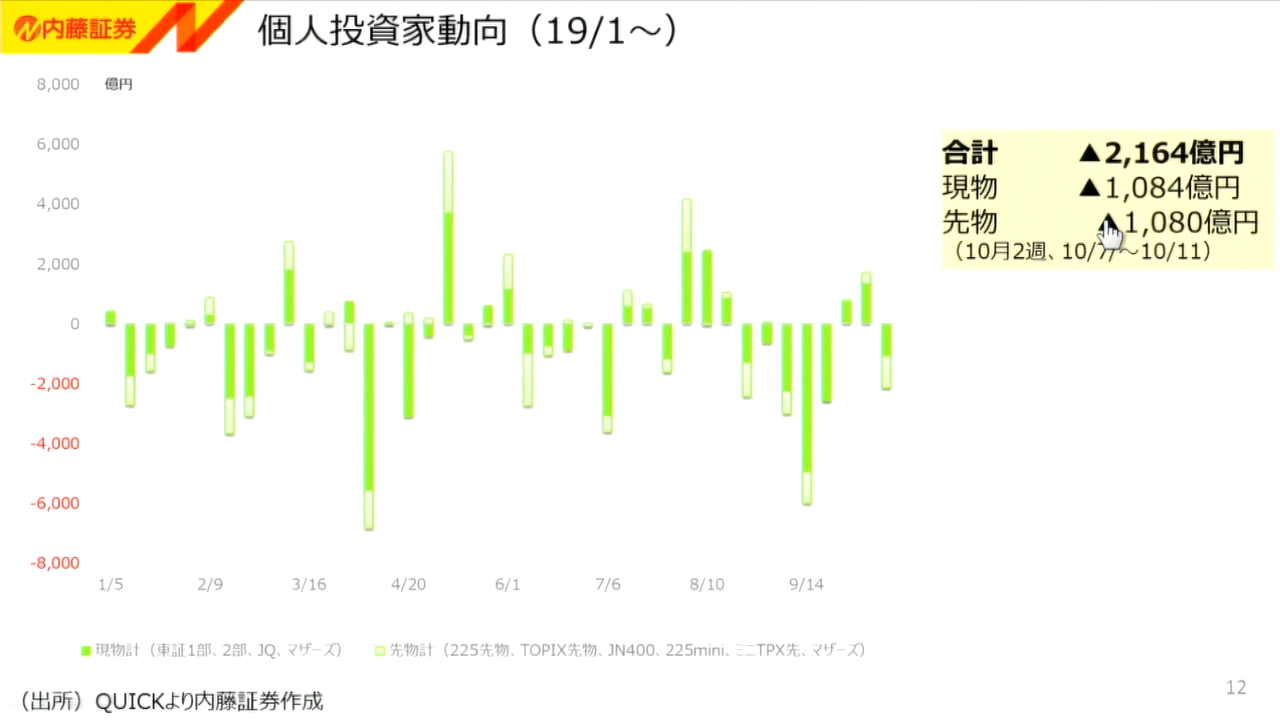 内藤証券
個人投資家動向（19/1～）
8,000
億円
6,000
4,000
2,000
0
-2,000
-4,000
-6,000
-8,000
1/5 2/9 3/16 4/20 6/1 7/6 8/10 9/14
合計 ▲2,164億円
現物 ▲1,084億円
先物 ▲1,080億円
（10月2週、10/7/～10/11）
現物計（東証1部、2部、JQ、マザーズ） 先物計（225先物、TOPIX先物、JN400、225mini、ミニTPX先、マザーズ）
（出所）QUICKより内藤証券作成
12